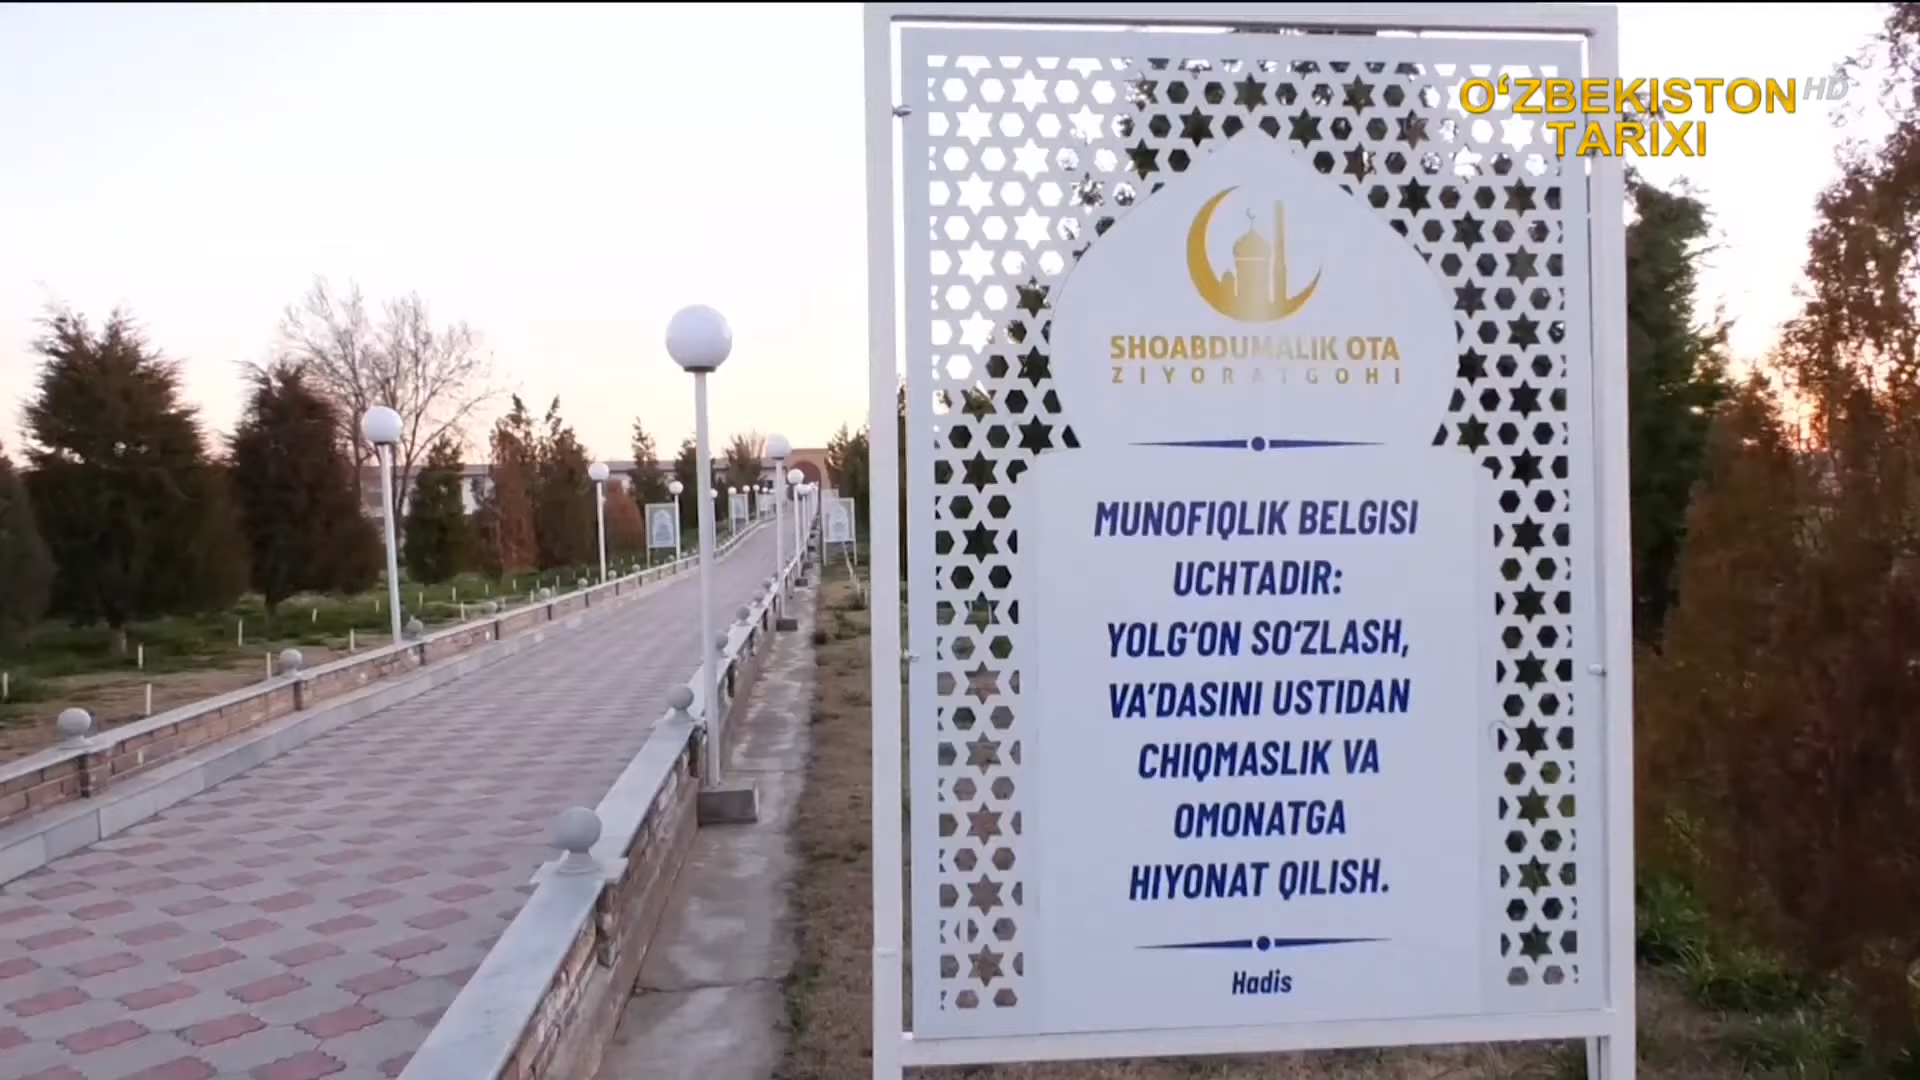 O‘ZBEKISTON HD
TARIXI
SHOABDUMALIK OTA
ZIYORATGOHI
MUNOFIQLIK BELGISI
UCHTADIR:
YOLG‘ON SO‘ZLASH,
VA’DASINI USTIDAN
CHIQMASLIK VA
OMONATGA
HIYONAT QILISH.
Hadis